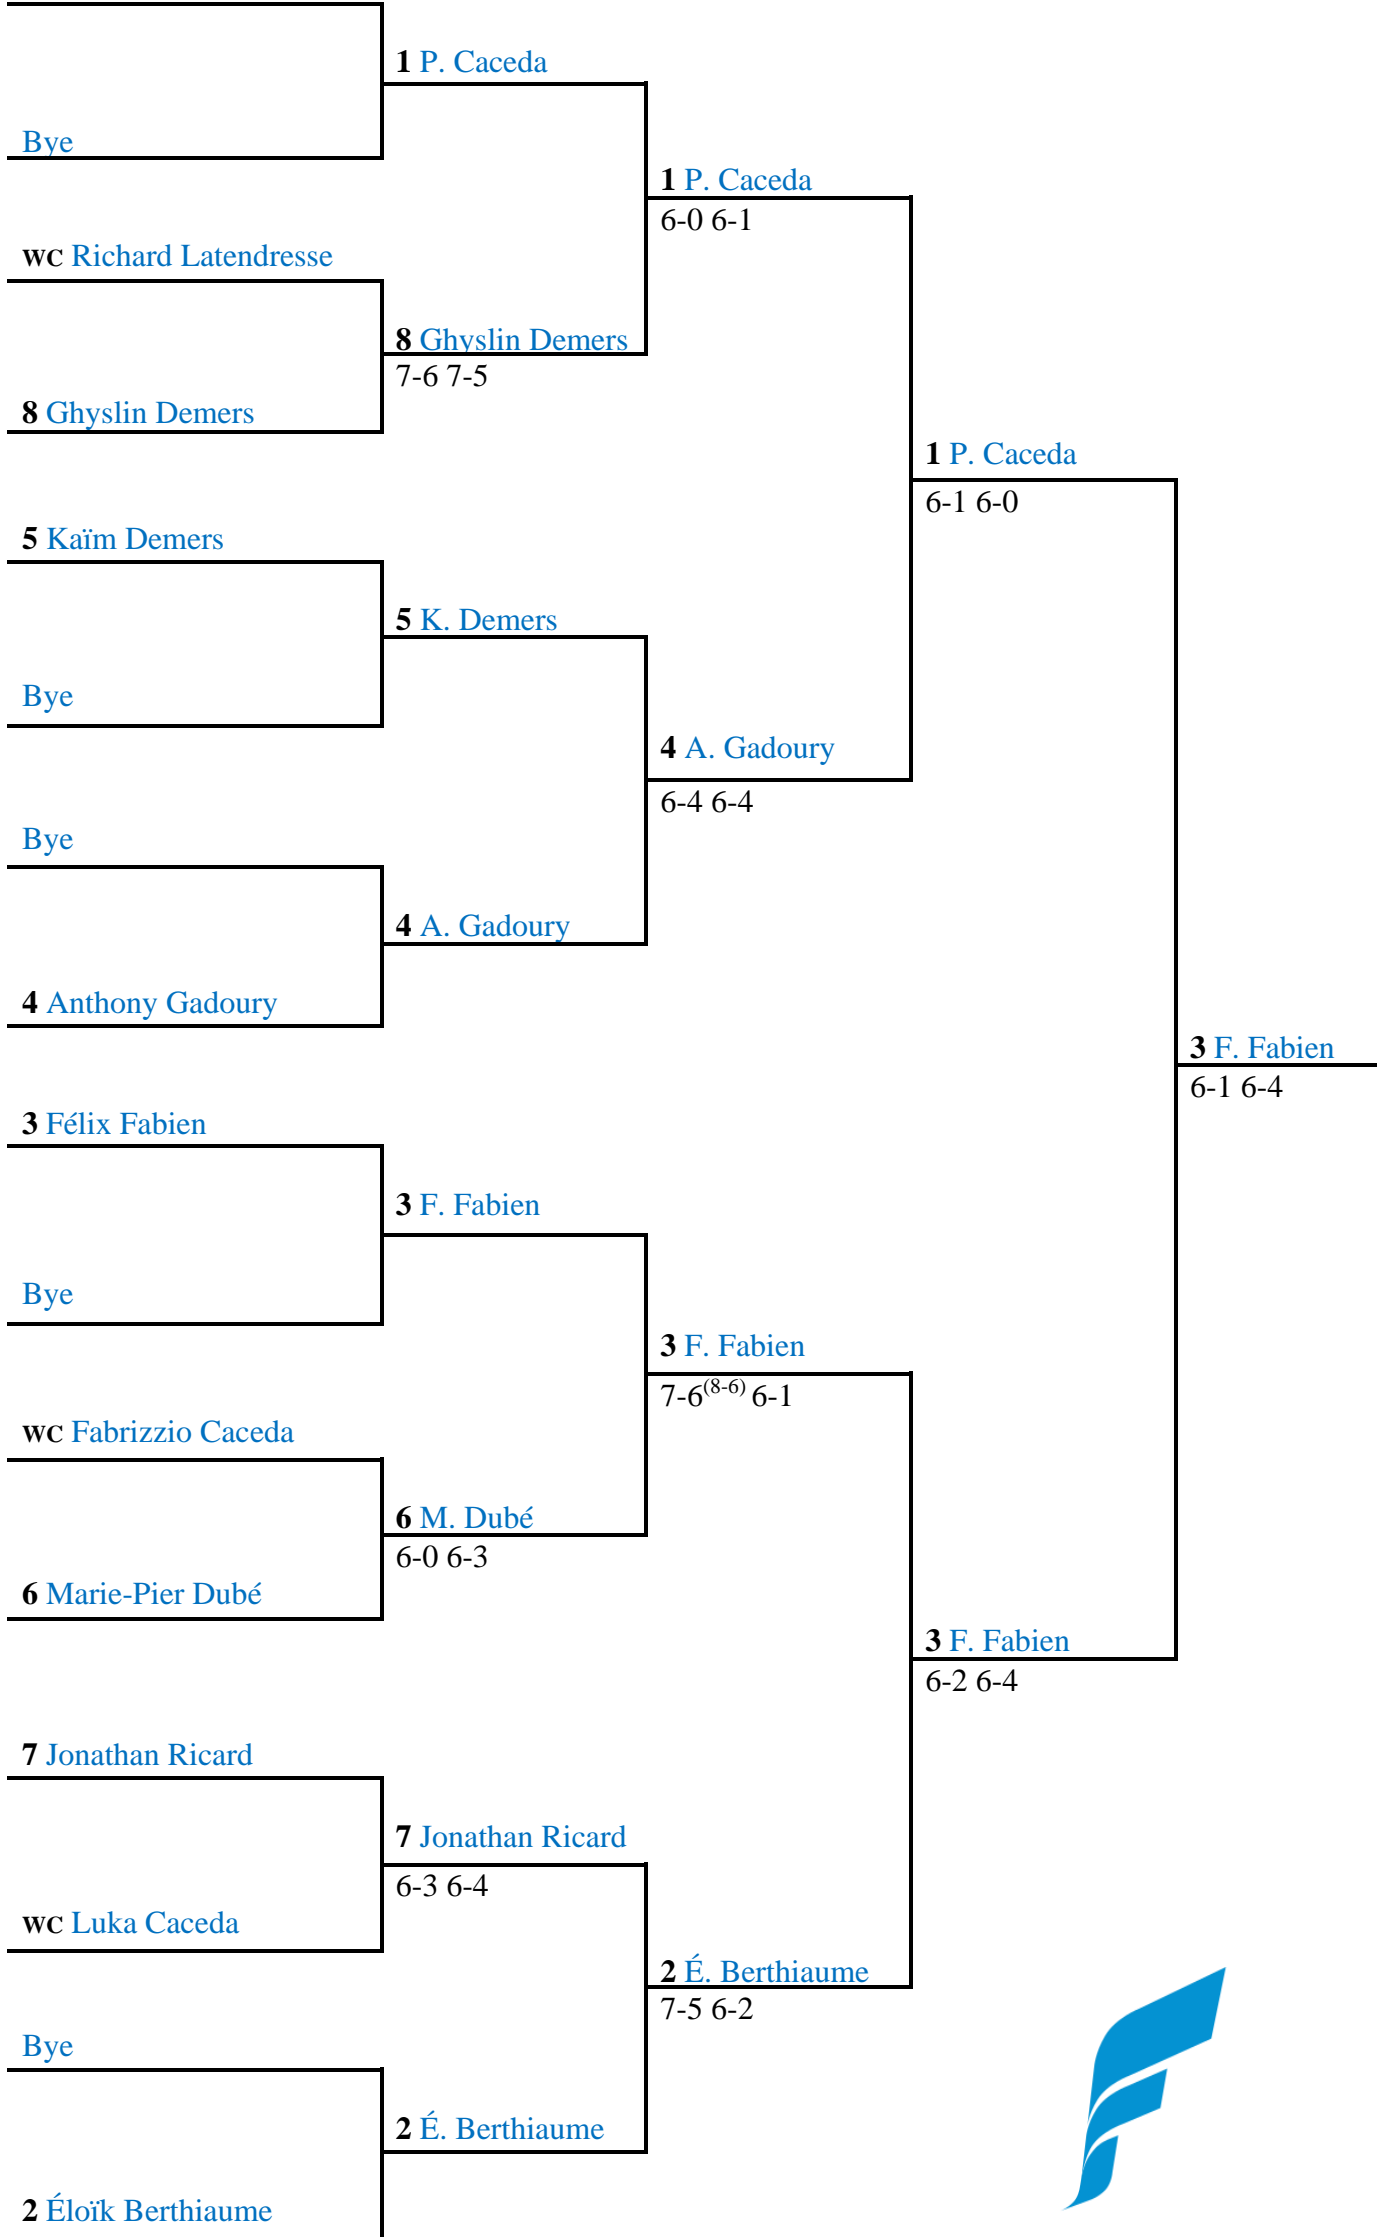 1 P. Caceda
Bye
1 P. Caceda
6-0 6-1
WC Richard Latendresse
8 Ghyslin Demers
7-6 7-5
8 Ghyslin Demers
1 P. Caceda
6-1 6-0
5 Kaïm Demers
5 K. Demers
Bye
4 A. Gadoury
6-4 6-4
Bye
4 A. Gadoury
4 Anthony Gadoury
3 F. Fabien
6-1 6-4
3 Félix Fabien
3 F. Fabien
Bye
3 F. Fabien
7-6(8-6) 6-1
WC Fabrizzio Caceda
6 M. Dubé
6-0 6-3
6 Marie-Pier Dubé
3 F. Fabien
6-2 6-4
7 Jonathan Ricard
7 Jonathan Ricard
6-3 6-4
WC Luka Caceda
2 É. Berthiaume
7-5 6-2
Bye
2 É. Berthiaume
2 Éloïk Berthiaume